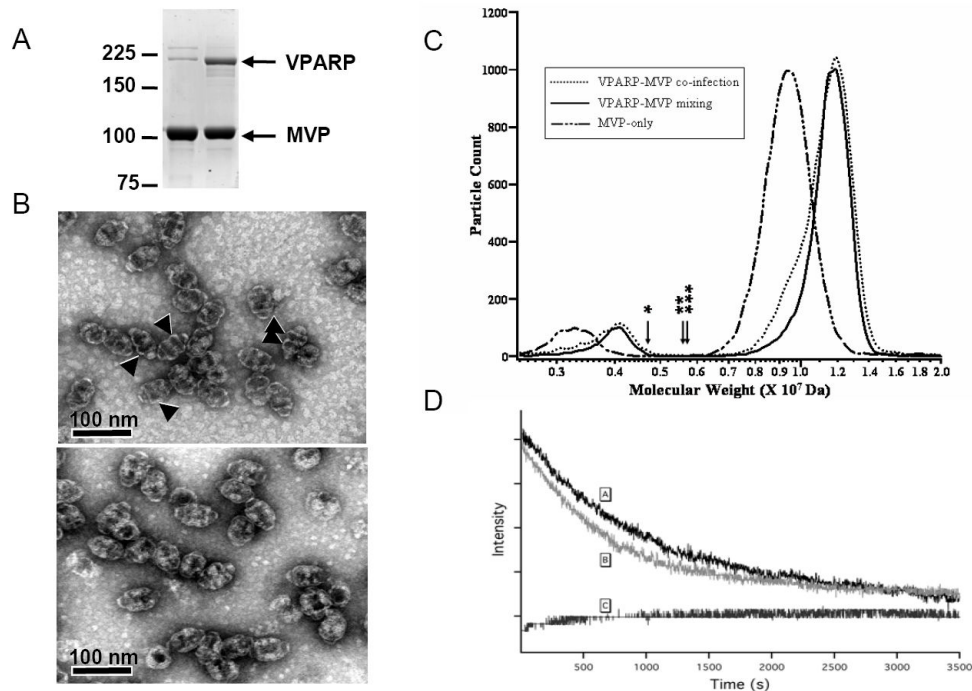 A
225
150
100
75
VPARP
MVP
B
100 nm
100 nm
C
1200
1000
800
600
400
200
0
Particle Count
VPARP-MVP co-infection
VPARP-MVP mixing
MVP-only
*
**
***
0.3 0.4 0.5 0.6 0.7 0.8 0.9 1.0 1.2 1.4 1.6 1.8 2.0
Molecular Weight (X 10⁷ Da)
D
Intensity
A
B
C
500 1000 1500 2000 2500 3000 3500
Time (s)